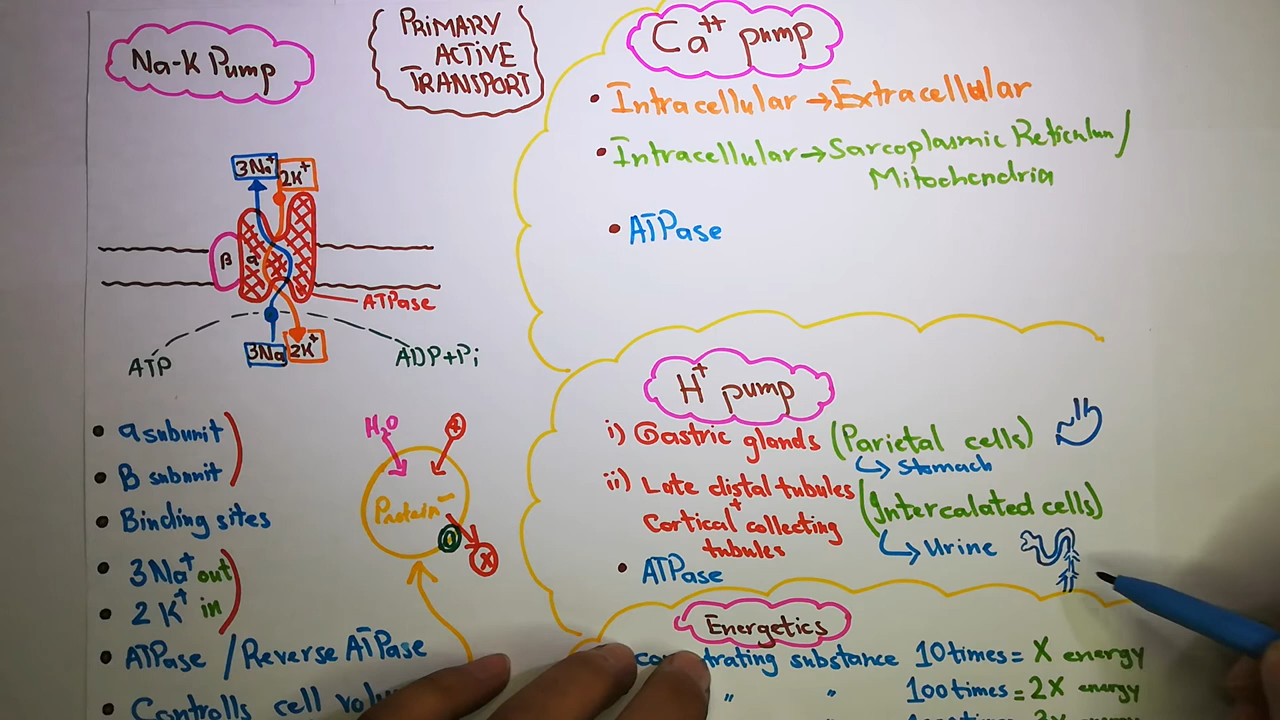 Na-K Pump
PRIMARY
ACTIVE
TRANSPORT
3Na+
2K+
β
α
ATPase
3Na
2K+
ATP
ADP+Pi
α subunit
β subunit
Binding sites
3Na+ out
2 K+ in
ATPase / Reverse ATPase
Controlls cell
H2O
+
Protein-
x
Ca++ pump
• Intracellular → Extracellular
• Intracellular → Sarcoplasmic Reticulum /
Mitochondria
• ATPase
H+ pump
i) Gastric glands (Parietal cells)
↳ Stomach
ii) Late distal tubules (Intercalated cells)
+
Cortical collecting
tubules
↳ Urine
• ATPase
Energetics
substance 10 times = X energy
" " 100 times = 2X energy